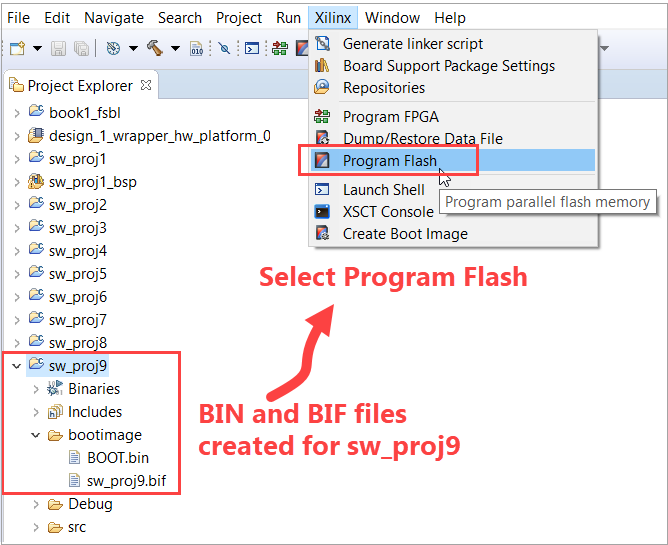 File Edit Navigate Search Project Run Xilinx Window Help
Generate linker script
Board Support Package Settings
Repositories
Program FPGA
Dump/Restore Data File
Program Flash
Program parallel flash memory
Launch Shell
XSCT Console
Create Boot Image
Project Explorer
book1_fsbl
design_1_wrapper_hw_platform_0
sw_proj1
sw_proj1_bsp
sw_proj2
sw_proj3
sw_proj4
sw_proj5
sw_proj6
sw_proj7
sw_proj8
sw_proj9
Binaries
Includes
bootimage
BOOT.bin
sw_proj9.bif
Debug
src
Select Program Flash
BIN and BIF files
created for sw_proj9